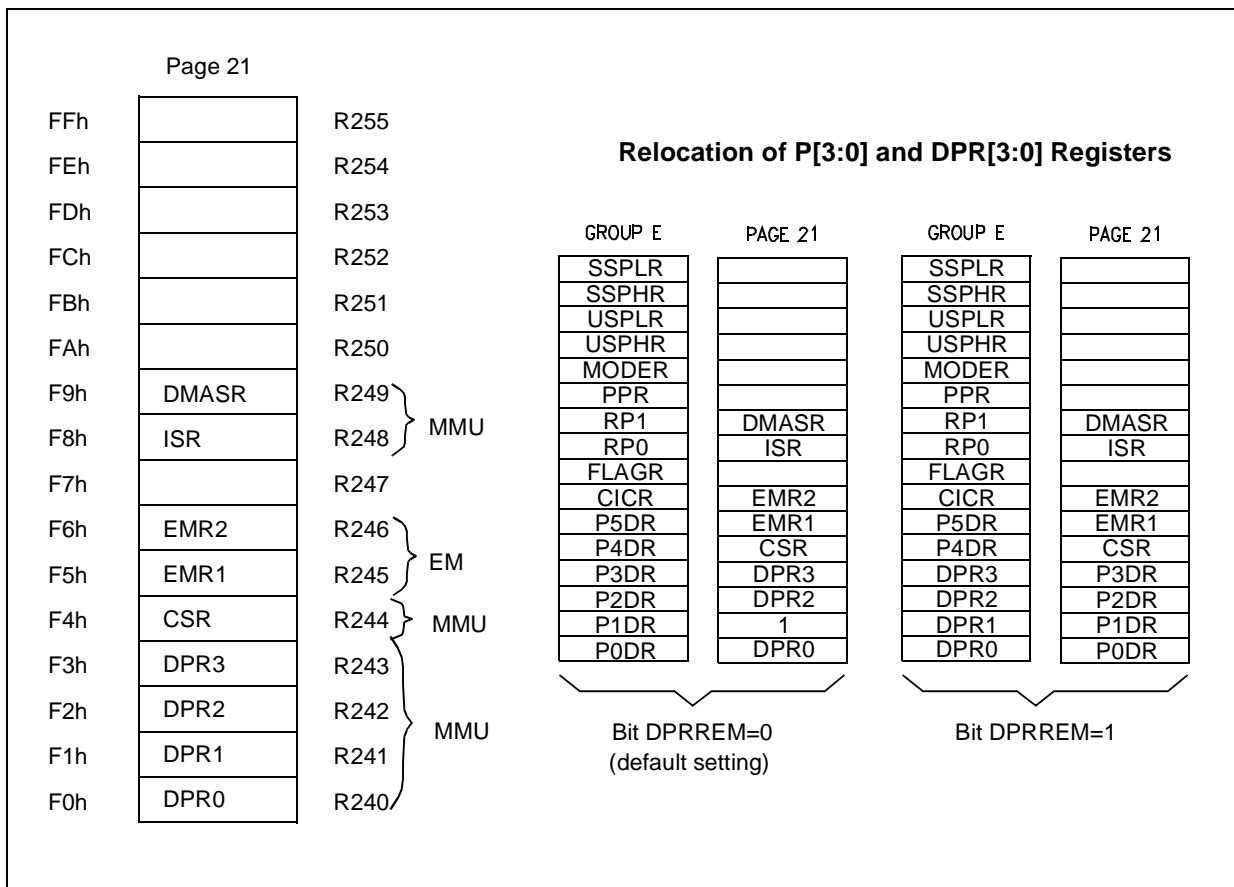 Page 21
FFh R255
FEh R254
FDh R253
FCh R252
FBh R251
FAh R250
F9h DMASR R249
MMU
F8h ISR R248
F7h R247
F6h EMR2 R246
EM
F5h EMR1 R245
F4h CSR R244 MMU
F3h DPR3 R243
F2h DPR2 R242
MMU
F1h DPR1 R241
F0h DPR0 R240
Relocation of P[3:0] and DPR[3:0] Registers
GROUP E PAGE 21 GROUP E PAGE 21
SSPLR SSPLR
SSPHR SSPHR
USPLR USPLR
USPHR USPHR
MODER MODER
PPR PPR
RP1 DMASR RP1 DMASR
RP0 ISR RP0 ISR
FLAGR FLAGR
CICR EMR2 CICR EMR2
P5DR EMR1 P5DR EMR1
P4DR CSR P4DR CSR
P3DR DPR3 DPR3 P3DR
P2DR DPR2 DPR2 P2DR
P1DR 1 DPR1 P1DR
P0DR DPR0 DPR0 P0DR
Bit DPRREM=0 Bit DPRREM=1
(default setting)